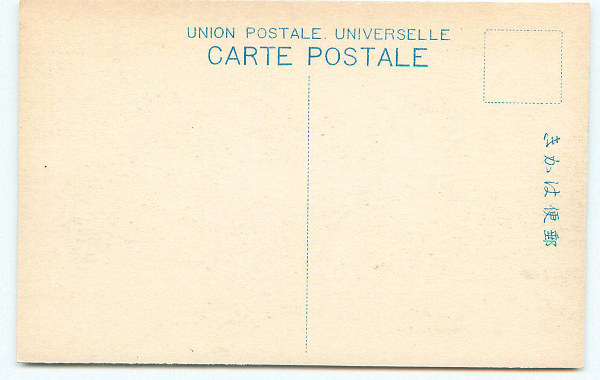 UNION POSTALE. UNIVERSELLE
CARTE POSTALE
きかは便郵